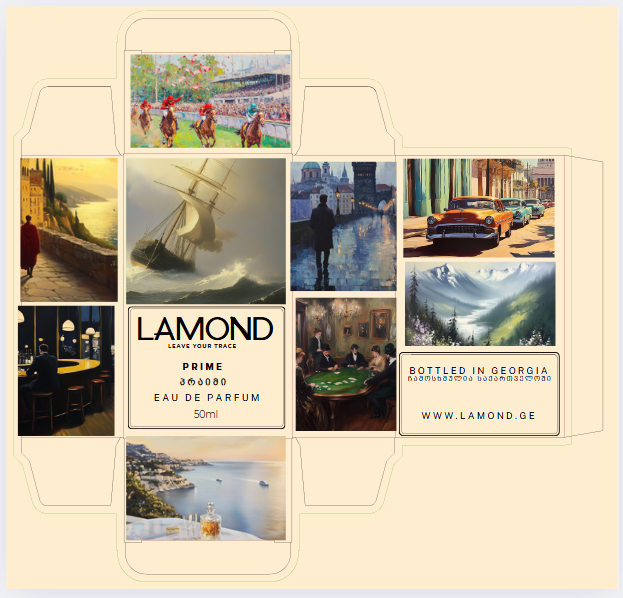 LAMOND
LEAVE YOUR TRACE
PRIME
პრაიმი
EAU DE PARFUM
50ml
BOTTLED IN GEORGIA
ჩამოსხმულია საქართველოში
WWW.LAMOND.GE